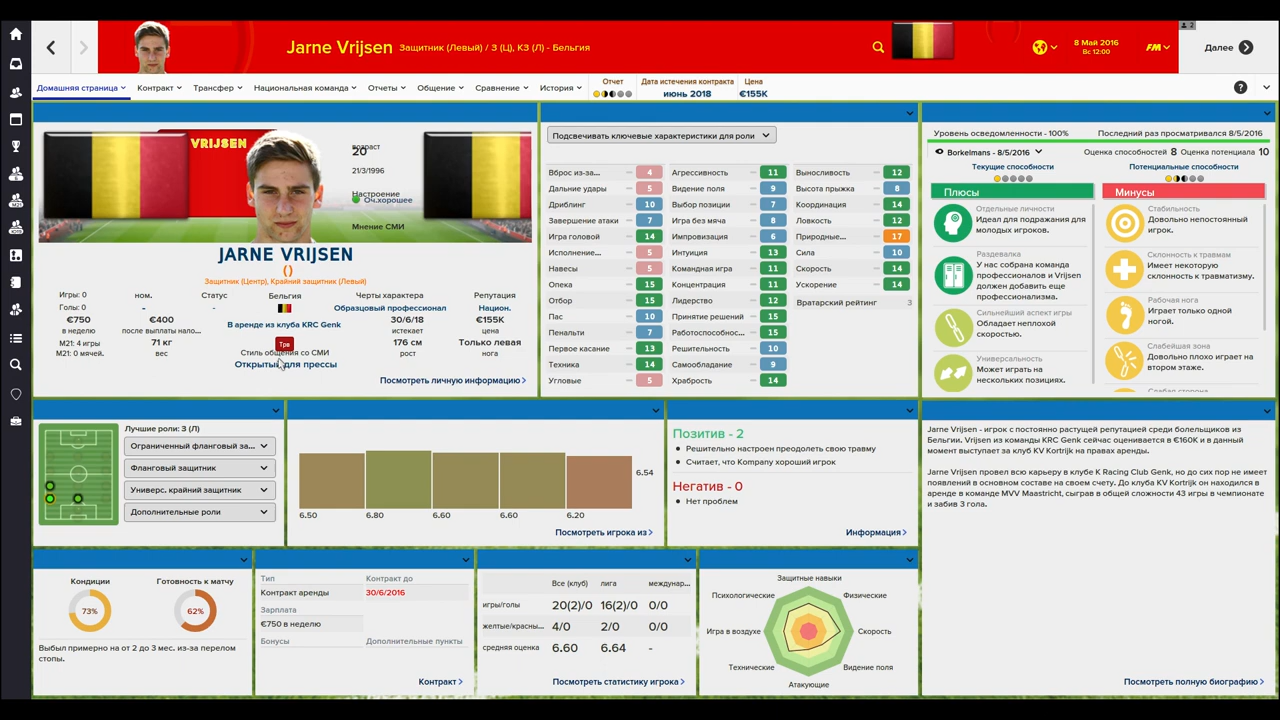 Jarne Vrijsen Защитник (Левый) / З (Ц), КЗ (Л) - Бельгия
2
8 Май 2016
Вс 12:00
FM
Далее
Домашняя страница Контракт Трансфер Национальная команда Отчеты Общение Сравнение История
Отчет
Дата истечения контракта
июнь 2018
Цена
€155K
?
VRIJSEN
возраст
20
21/3/1996
Настроение
Оч.хорошее
Мнение СМИ
JARNE VRIJSEN
()
Защитник (Центр), Крайний защитник (Левый)
Игры: 0
Голы: 0
€750
в неделю
М21: 4 игры
М21: 0 мячей.
ном.
-
€400
после выплаты нало...
71 кг
вес
Статус
-
Бельгия
В аренде из клуба KRC Genk
Трв
Стиль общения со СМИ
Открытый для прессы
Черты характера
Образцовый профессионал
30/6/18
истекает
176 см
рост
Репутация
Национ.
€155K
цена
Только левая
нога
Посмотреть личную информацию
Подсвечивать ключевые характеристики для роли
Вброс из-за... 4
Дальние удары 5
Дриблинг 10
Завершение атаки 7
Игра головой 14
Исполнение... 5
Навесы 5
Опека 15
Отбор 15
Пас 10
Пенальти 7
Первое касание 13
Техника 14
Угловые 5
Агрессивность 11
Видение поля 9
Выбор позиции 7
Игра без мяча 8
Импровизация 6
Интуиция 13
Командная игра 11
Концентрация 11
Лидерство 12
Принятие решений 15
Работоспособнос... 15
Решительность 10
Самообладание 9
Храбрость 14
Выносливость 12
Высота прыжка 8
Координация 14
Ловкость 12
Природные... 17
Сила 10
Скорость 14
Ускорение 14
Вратарский рейтинг 3
Уровень осведомленности - 100% Последний раз просматривался 8/5/2016
Borkelmans - 8/5/2016 Оценка способностей 8 Оценка потенциала 10
Текущие способности Потенциальные способности
Плюсы
Отдельные личности
Идеал для подражания для
молодых игроков.
Раздевалка
У нас собрана команда
профессионалов и Vrijsen
должен добавить еще
профессионализма.
Сильнейший аспект игры
Обладает неплохой
скоростью.
Универсальность
Может играть на
нескольких позициях.
Минусы
Стабильность
Довольно непостоянный
игрок.
Склонность к травмам
Имеет некоторую
склонность к травматизму.
Рабочая нога
Играет только одной
ногой.
Слабейшая зона
Довольно плохо играет на
втором этаже.
Слабая сторона
Лучшие роли: З (Л)
Ограниченный фланговый за...
Фланговый защитник
Универс. крайний защитник
Дополнительные роли
6.50 6.80 6.60 6.60 6.20
6.54
Посмотреть игрока из
Позитив - 2
Решительно настроен преодолеть свою травму
Считает, что Kompany хороший игрок
Негатив - 0
Нет проблем
Информация
Jarne Vrijsen - игрок с постоянно растущей репутацией среди болельщиков из
Бельгии. Vrijsen из команды KRC Genk сейчас оценивается в €160K и в данный
момент выступает за клуб KV Kortrijk на правах аренды.
Jarne Vrijsen провел всю карьеру в клубе K Racing Club Genk, но до сих пор не имеет
появлений в основном составе на своем счету. До клуба KV Kortrijk он находился в
аренде в команде MVV Maastricht, сыграв в общей сложности 43 игры в чемпионате
и забив 3 гола.
Посмотреть полную биографию
Кондиции
73%
Готовность к матчу
62%
Выбыл примерно на от 2 до 3 мес. из-за перелом
стопы.
Тип
Контракт аренды
Контракт до
30/6/2016
Зарплата
€750 в неделю
Бонусы
Дополнительные пункты
Контракт
Все (клуб) лига междунар...
игры/голы 20(2)/0 16(2)/0 0/0
желтые/красны... 4/0 2/0 0/0
средняя оценка 6.60 6.64 -
Посмотреть статистику игрока
Защитные навыки
Психологические
Физические
Игра в воздухе
Скорость
Технические
Видение поля
Атакующие